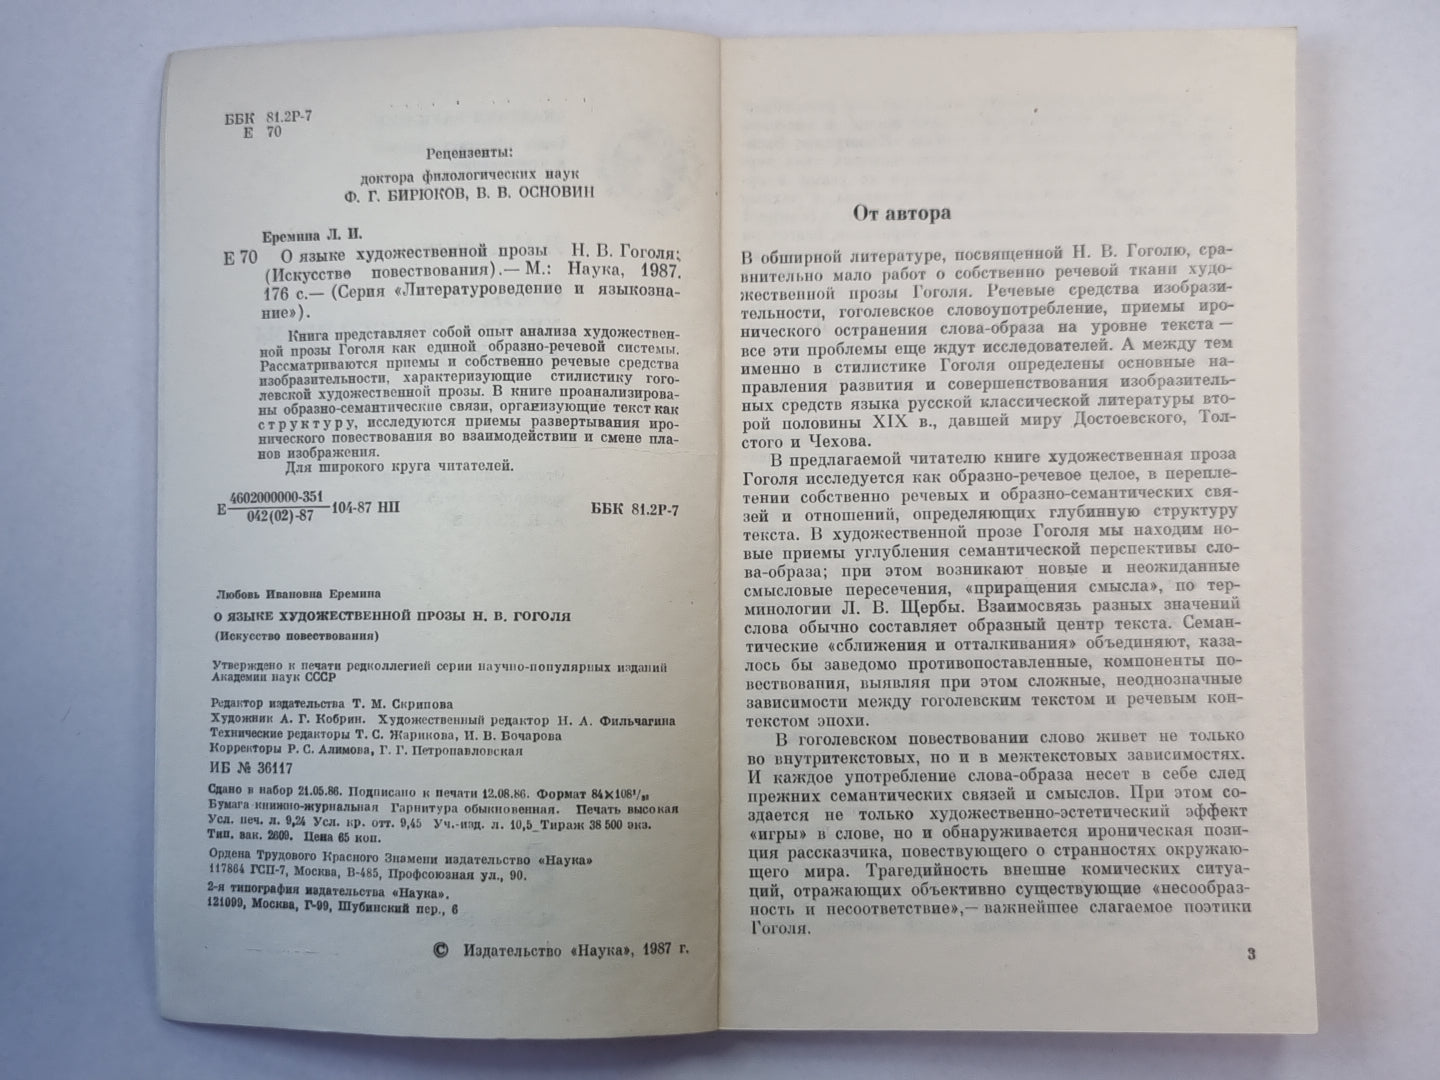 ББК 81.2Р-7
Е 70
Рецензенты:
доктора филологических наук
Ф. Г. БИРЮКОВ, В. В. ОСНОВИН
Еремина Л. И.
Е 70 О языке художественной прозы Н. В. Гоголя:
(Искусство повествования).— М.: Наука, 1987.
176 с.— (Серия «Литературоведение и языкозна-
ние»).
Книга представляет собой опыт анализа художествен-
ной прозы Гоголя как единой образно-речевой системы.
Рассматриваются приемы и собственно речевые средства
изобразительности, характеризующие стилистику гого-
левской художественной прозы. В книге проанализирова-
ны образно-семантические связи, организующие текст как
структуру, исследуются приемы развертывания иро-
нического повествования во взаимодействии и смене пла-
нов изображения.
Для широкого круга читателей.
4602000000-351
Е 104-87 НП ББК 81.2Р-7
042(02)-87
Любовь Ивановна Еремина
О ЯЗЫКЕ ХУДОЖЕСТВЕННОЙ ПРОЗЫ Н. В. ГОГОЛЯ
(Искусство повествования)
Утверждено к печати редколлегией серии научно-популярных изданий
Академии наук СССР
Редактор издательства Т. М. Скрипова
Художник А. Г. Кобрин. Художественный редактор Н. А. Фильчагина
Технические редакторы Т. С. Жарикова, И. В. Бочарова
Корректоры Р. С. Алимова, Г. Г. Петропавловская
ИБ № 36117
Сдано в набор 21.05.86. Подписано к печати 12.08.86. Формат 84×108¹/₃₂
Бумага книжно-журнальная Гарнитура обыкновенная. Печать высокая
Усл. печ. л. 9,24 Усл. кр. отт. 9,45 Уч.-изд. л. 10,5 Тираж 38 500 экз.
Тип. зак. 2609. Цена 65 коп.
Ордена Трудового Красного Знамени издательство «Наука»
117864 ГСП-7, Москва, В-485, Профсоюзная ул., 90.
2-я типография издательства «Наука».
121099, Москва, Г-99, Шубинский пер., 6
© Издательство «Наука», 1987 г.
От автора
В обширной литературе, посвященной Н. В. Гоголю, сра-
внительно мало работ о собственно речевой ткани худо-
жественной прозы Гоголя. Речевые средства изобрази-
тельности, гоголевское словоупотребление, приемы иро-
нического остранения слова-образа на уровне текста —
все эти проблемы еще ждут исследователей. А между тем
именно в стилистике Гоголя определены основные на-
правления развития и совершенствования изобразитель-
ных средств языка русской классической литературы вто-
рой половины XIX в., давшей миру Достоевского, Тол-
стого и Чехова.
В предлагаемой читателю книге художественная проза
Гоголя исследуется как образно-речевое целое, в перепле-
тении собственно речевых и образно-семантических свя-
зей и отношений, определяющих глубинную структуру
текста. В художественной прозе Гоголя мы находим но-
вые приемы углубления семантической перспективы сло-
ва-образа; при этом возникают новые и неожиданные
смысловые пересечения, «приращения смысла», по тер-
минологии Л. В. Щербы. Взаимосвязь разных значений
слова обычно составляет образный центр текста. Семан-
тические «сближения и отталкивания» объединяют, каза-
лось бы заведомо противопоставленные, компоненты по-
вествования, выявляя при этом сложные, неоднозначные
зависимости между гоголевским текстом и речевым кон-
текстом эпохи.
В гоголевском повествовании слово живет не только
во внутритекстовых, но и в межтекстовых зависимостях.
И каждое употребление слова-образа несет в себе след
прежних семантических связей и смыслов. При этом со-
здается не только художественно-эстетический эффект
«игры» в слове, но и обнаруживается ироническая пози-
ция рассказчика, повествующего о странностях окружаю-
щего мира. Трагедийность внешне комических ситуа-
ций, отражающих объективно существующие «несообраз-
ность и несоответствие»,— важнейшее слагаемое поэтики
Гоголя.
3